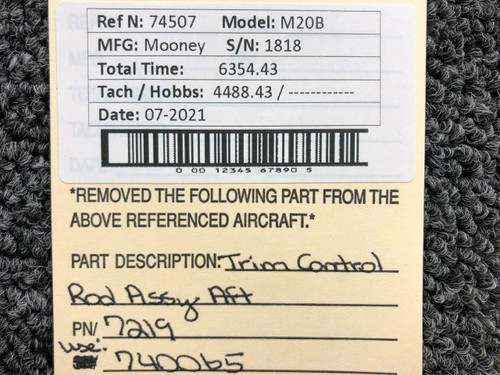 Ref N: 74507 Model: M20B
MFG: Mooney S/N: 1818
Total Time: 6354.43
Tach / Hobbs: 4488.43 / ------------
Date: 07-2021
0 00 12345 67890 5
*REMOVED THE FOLLOWING PART FROM THE
ABOVE REFERENCED AIRCRAFT.*
PART DESCRIPTION: Trim Control
Rod Assy Aft
PN/ 7219
use: 740065